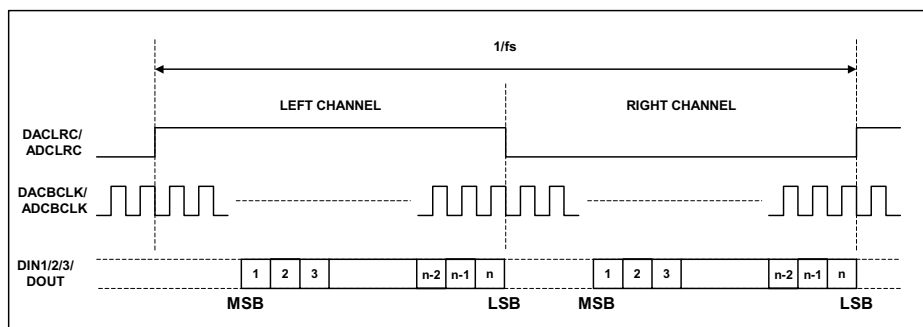 1/fs
LEFT CHANNEL
RIGHT CHANNEL
DACLRC/
ADCLRC
DACBCLK/
ADCBCLK
DIN1/2/3/
DOUT
1 2 3 n-2 n-1 n 1 2 3 n-2 n-1 n
MSB LSB MSB LSB